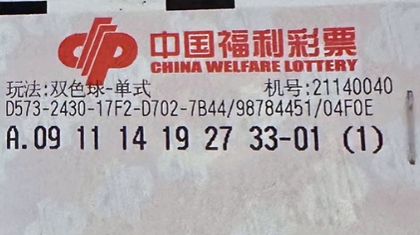 中国福利彩票
CHINA WELFARE LOTTERY
玩法:双色球-单式 机号:21140040
D573-2430-17F2-D702-7B44/98784451/04F0E
A.09 11 14 19 27 33-01 (1)